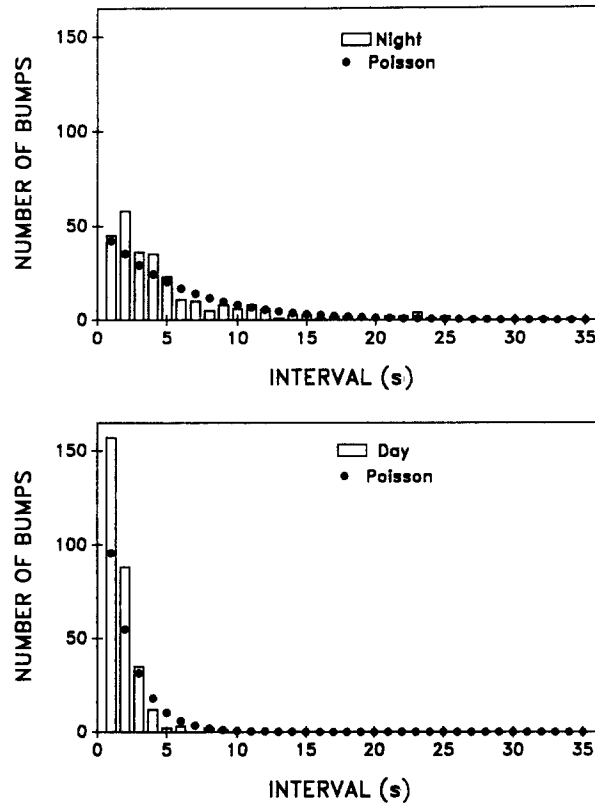 150
Night
Poisson
100
NUMBER OF BUMPS
50
0
0 5 10 15 20 25 30 35
INTERVAL (s)
150
Day
Poisson
100
NUMBER OF BUMPS
50
0
0 5 10 15 20 25 30 35
INTERVAL (s)